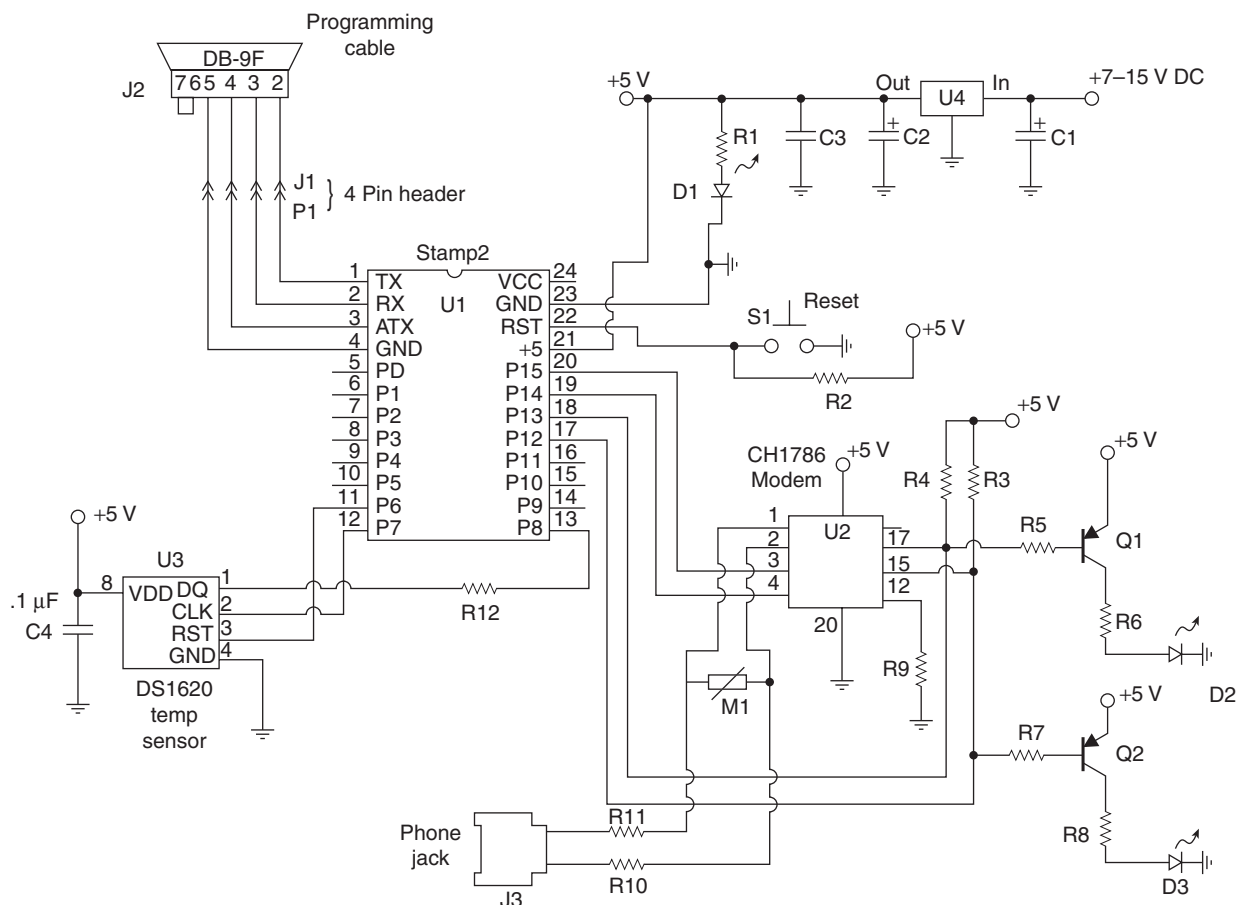 Programming
cable
DB-9F
7 6 5 4 3 2
J2
J1
P1
4 Pin header
+5 V
Out
U4
In
+7–15 V DC
R1
C3
+
C2
+
C1
D1
Stamp2
U1
1 TX
2 RX
3 ATX
4 GND
5 PD
6 P1
7 P2
8 P3
9 P4
10 P5
11 P6
12 P7
VCC 24
GND 23
RST 22
+5 21
P15 20
P14 19
P13 18
P12 17
P11 16
P10 15
P9 14
P8 13
S1
Reset
+5 V
R2
+5 V
R4
R3
CH1786
Modem
+5 V
U2
1
2
3
4
17
15
12
20
R9
+5 V
R5
Q1
R6
D2
+5 V
R7
Q2
R8
D3
+5 V
U3
8 VDD
DQ 1
CLK 2
RST 3
GND 4
.1 μF
C4
DS1620
temp
sensor
R12
M1
Phone
jack
J3
R11
R10